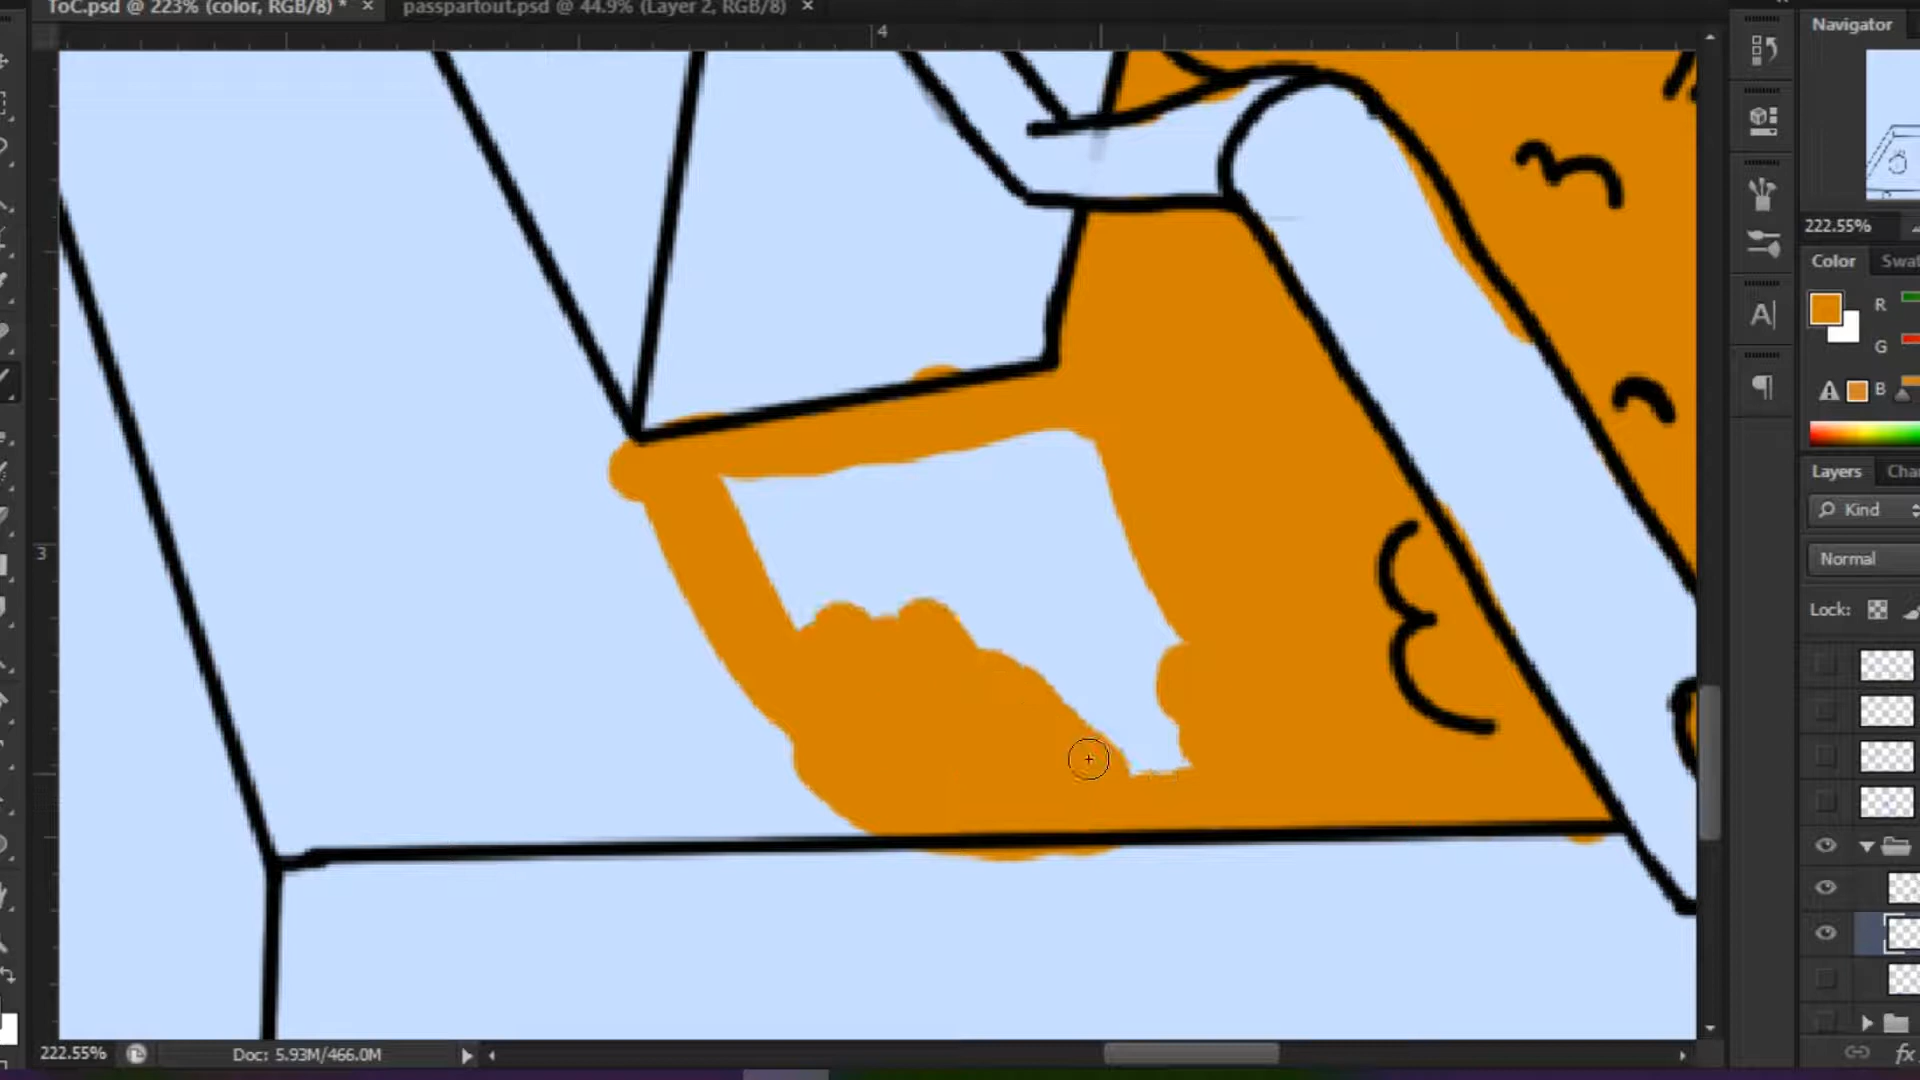 ToC.psd @ 223% (color, RGB/8) * ×
passpartout.psd @ 44.9% (Layer 2, RGB/8) ×
4
3
Navigator
222.55%
Color
Swat
R
G
B
A
Layers
Cha
Kind
Normal
Lock:
fx
222.55%
Doc: 5.93M/466.0M